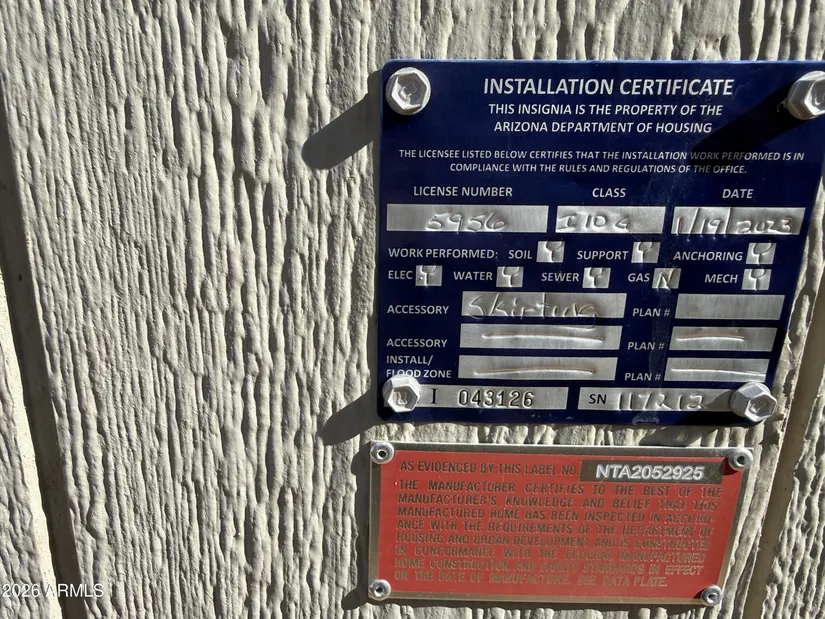 INSTALLATION CERTIFICATE
THIS INSIGNIA IS THE PROPERTY OF THE
ARIZONA DEPARTMENT OF HOUSING
THE LICENSEE LISTED BELOW CERTIFIES THAT THE INSTALLATION WORK PERFORMED IS IN
COMPLIANCE WITH THE RULES AND REGULATIONS OF THE OFFICE.
LICENSE NUMBER CLASS DATE
5956 I10G 1/19/2023
WORK PERFORMED: SOIL Y SUPPORT Y ANCHORING Y
ELEC Y WATER Y SEWER Y GAS N MECH Y
ACCESSORY Skirting PLAN #
ACCESSORY PLAN #
INSTALL/
FLOOD ZONE PLAN #
I 043126 SN 117212
AS EVIDENCED BY THIS LABEL NO. NTA2052925
THE MANUFACTURER CERTIFIES TO THE BEST OF THE
MANUFACTURER'S KNOWLEDGE AND BELIEF THAT THIS
MANUFACTURED HOME HAS BEEN INSPECTED IN ACCORD-
ANCE WITH THE REQUIREMENTS OF THE DEPARTMENT OF
HOUSING AND URBAN DEVELOPMENT AND IS CONSTRUCTED
IN CONFORMANCE WITH THE FEDERAL MANUFACTURED
HOME CONSTRUCTION AND SAFETY STANDARDS IN EFFECT
ON THE DATE OF MANUFACTURE. SEE DATA PLATE.
2026 ARMLS